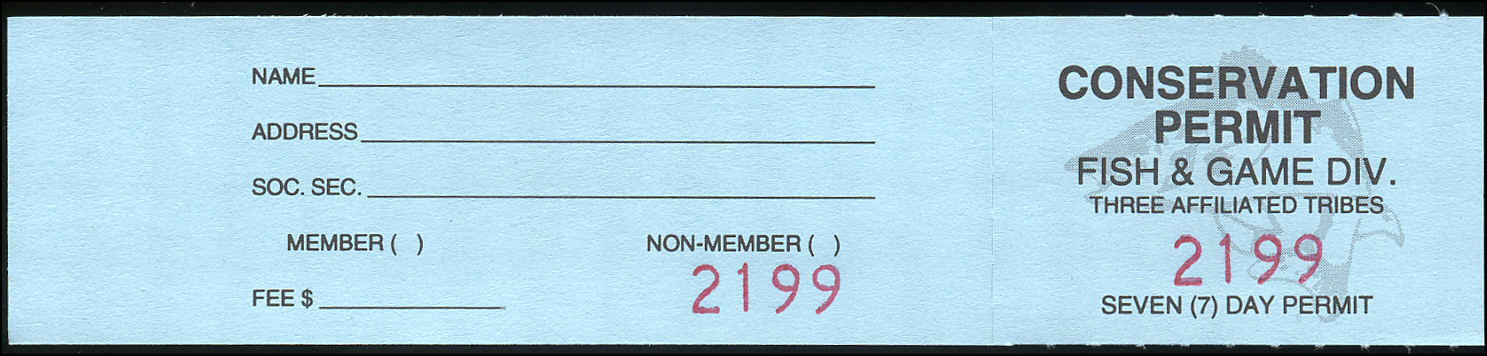 NAME
ADDRESS
SOC. SEC.
MEMBER ( ) NON-MEMBER ( )
2199
FEE $
CONSERVATION
PERMIT
FISH & GAME DIV.
THREE AFFILIATED TRIBES
2199
SEVEN (7) DAY PERMIT